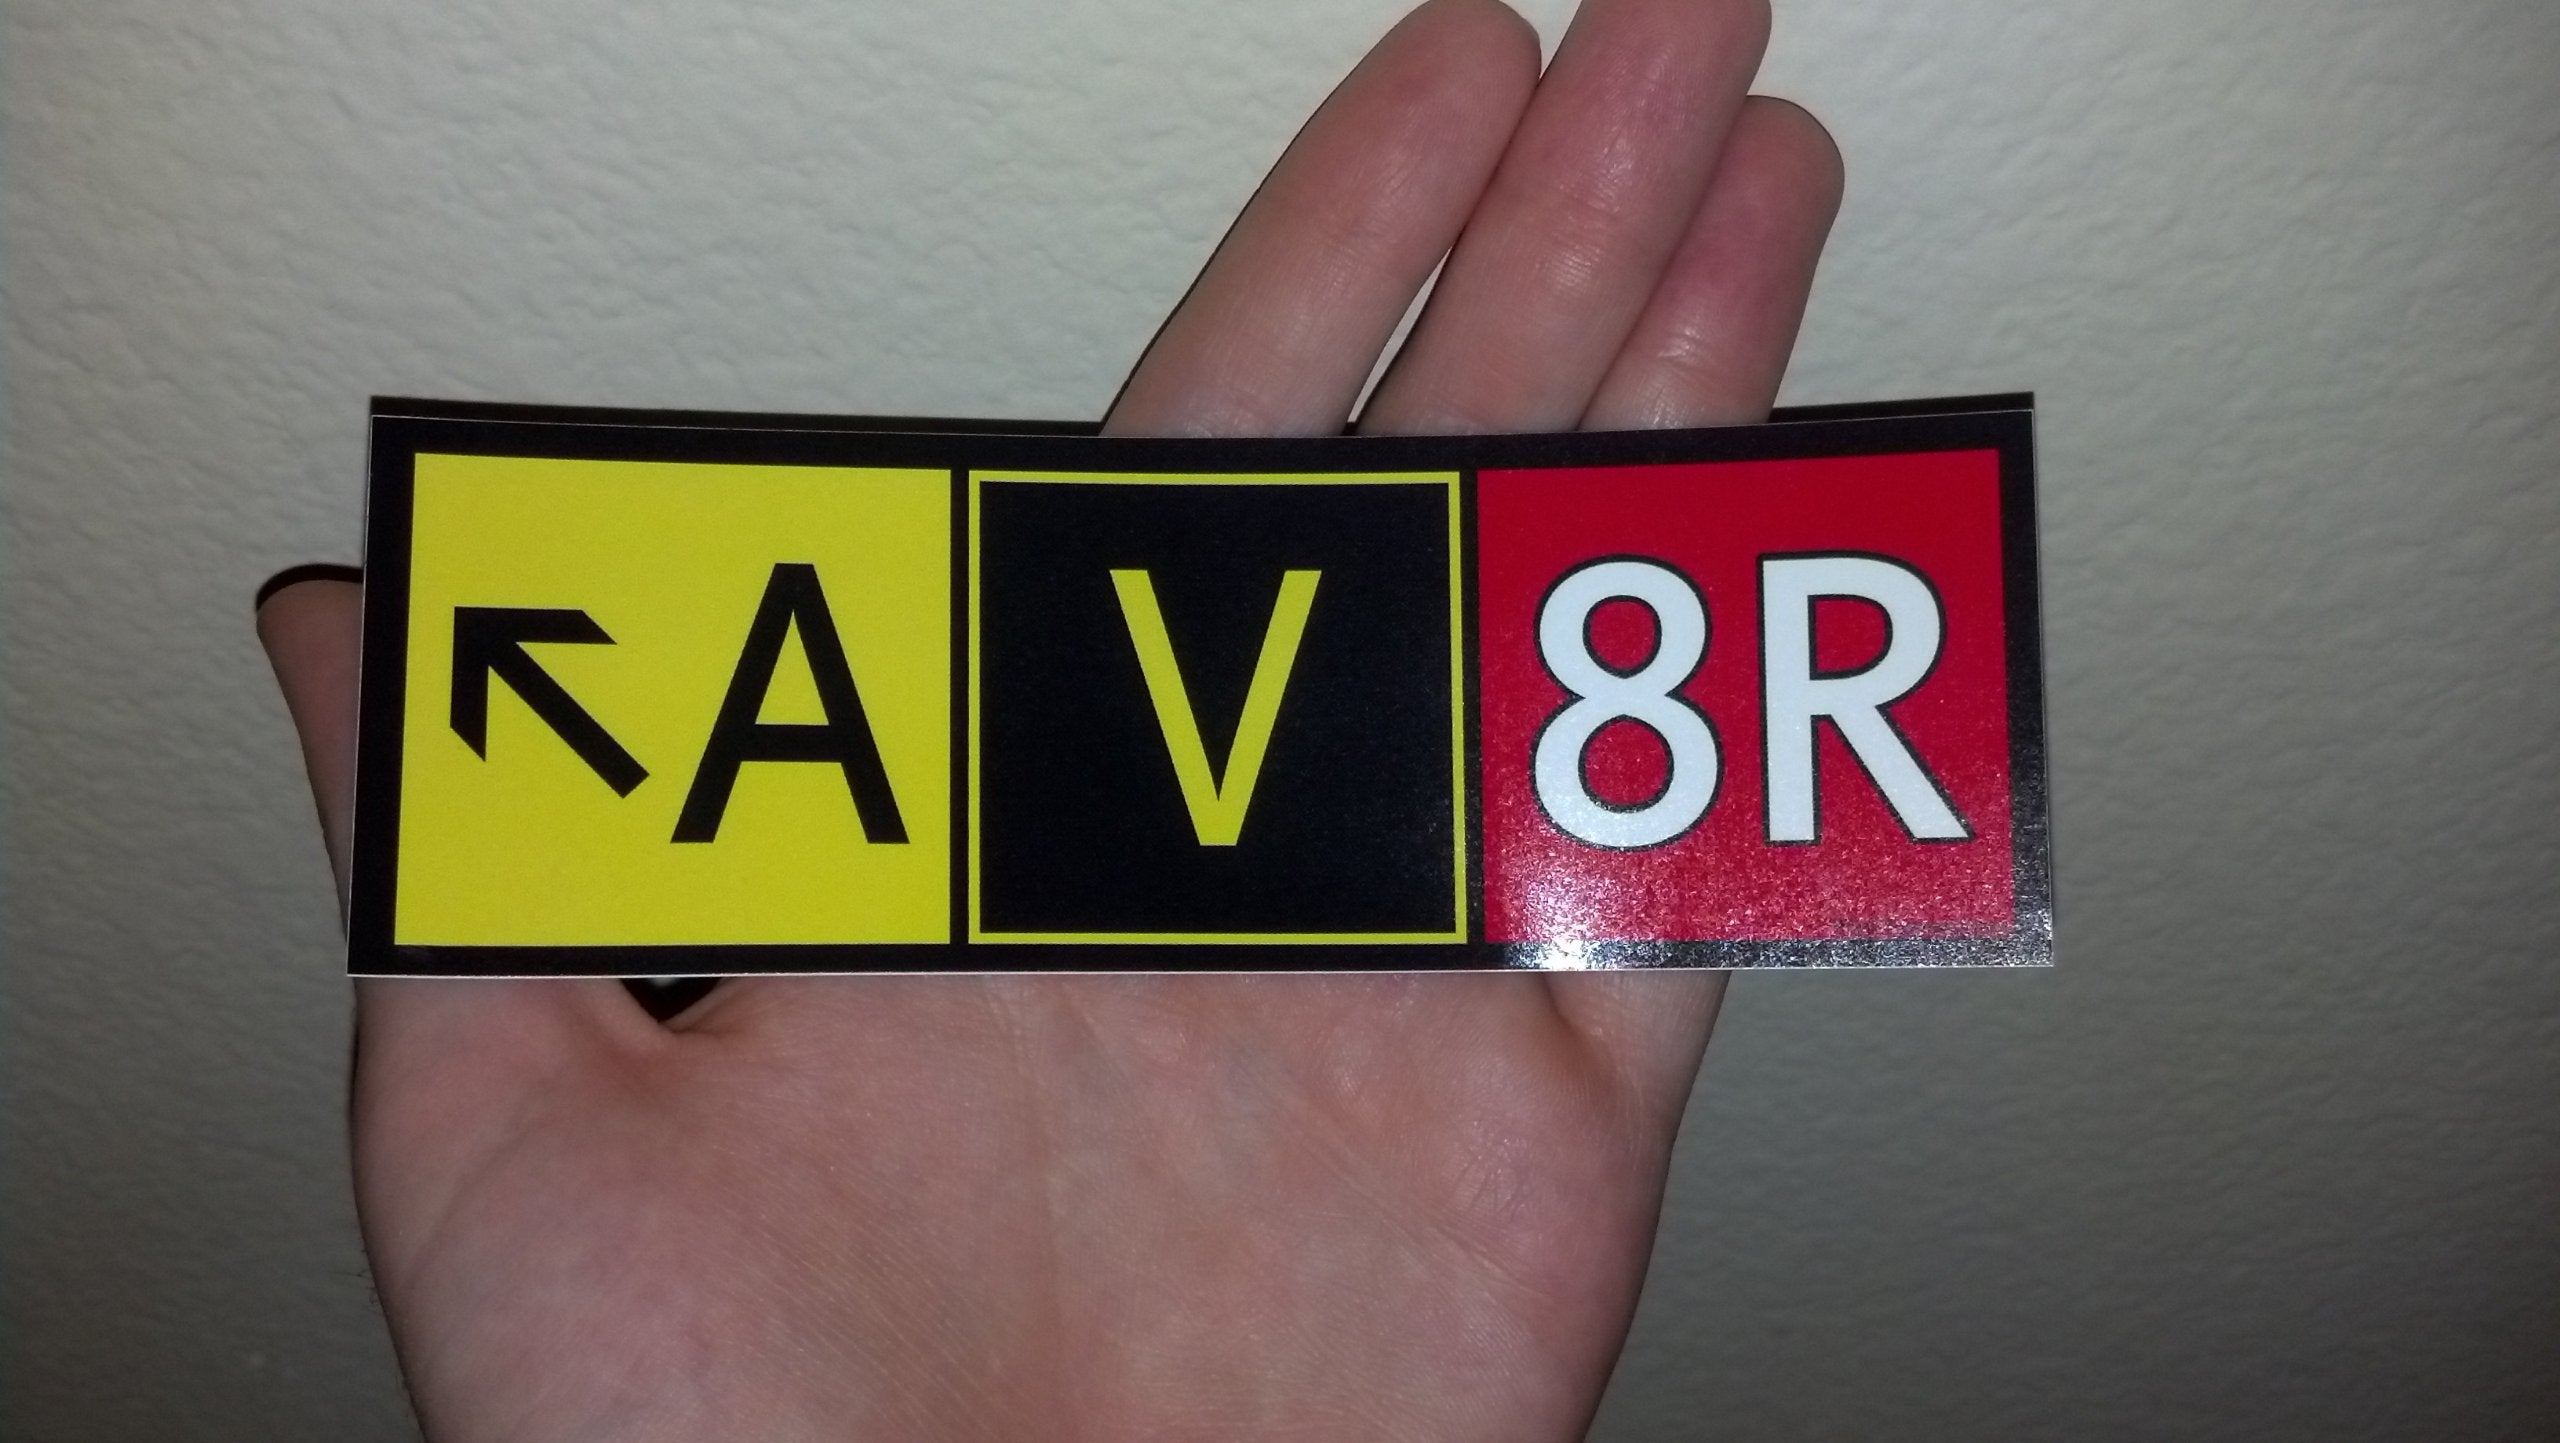 ↖A V 8R